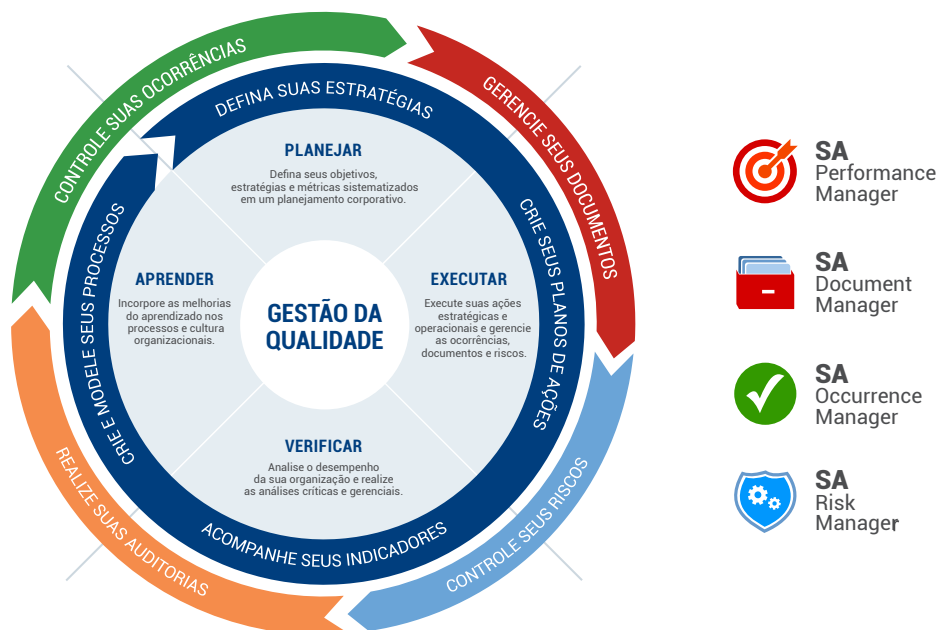 CONTROLE SUAS OCORRÊNCIAS
GERENCIE SEUS DOCUMENTOS
CONTROLE SEUS RISCOS
REALIZE SUAS AUDITORIAS
DEFINA SUAS ESTRATÉGIAS
CRIE SEUS PLANOS DE AÇÕES
ACOMPANHE SEUS INDICADORES
CRIE E MODELE SEUS PROCESSOS
PLANEJAR
Defina seus objetivos,
estratégias e métricas sistematizados
em um planejamento corporativo.
EXECUTAR
Execute suas ações
estratégicas e
operacionais e gerencie
as ocorrências,
documentos e riscos.
VERIFICAR
Analise o desempenho
da sua organização e realize
as análises críticas e gerenciais.
APRENDER
Incorpore as melhorias
do aprendizado nos
processos e cultura
organizacionais.
GESTÃO DA
QUALIDADE
SA
Performance
Manager
SA
Document
Manager
SA
Occurrence
Manager
SA
Risk
Manager